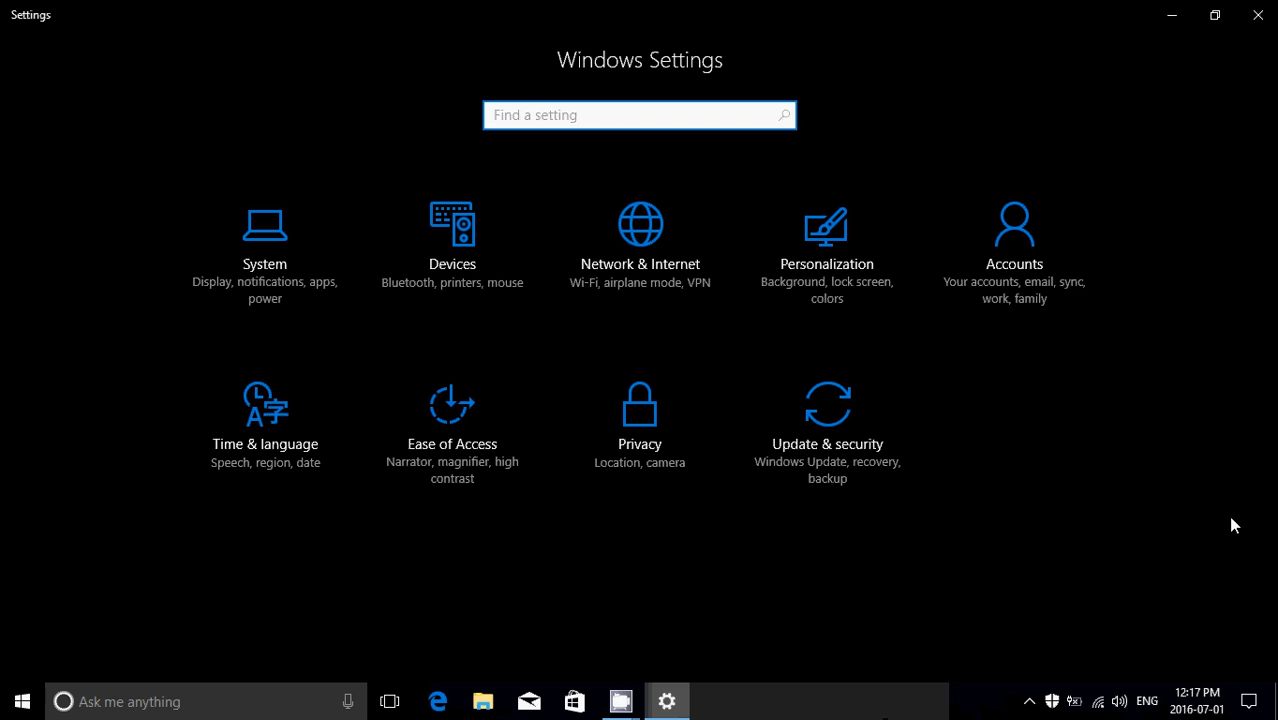 Settings
Windows Settings
Find a setting
System
Display, notifications, apps,
power
Devices
Bluetooth, printers, mouse
Network & Internet
Wi-Fi, airplane mode, VPN
Personalization
Background, lock screen,
colors
Accounts
Your accounts, email, sync,
work, family
Time & language
Speech, region, date
Ease of Access
Narrator, magnifier, high
contrast
Privacy
Location, camera
Update & security
Windows Update, recovery,
backup
Ask me anything
ENG
12:17 PM
2016-07-01